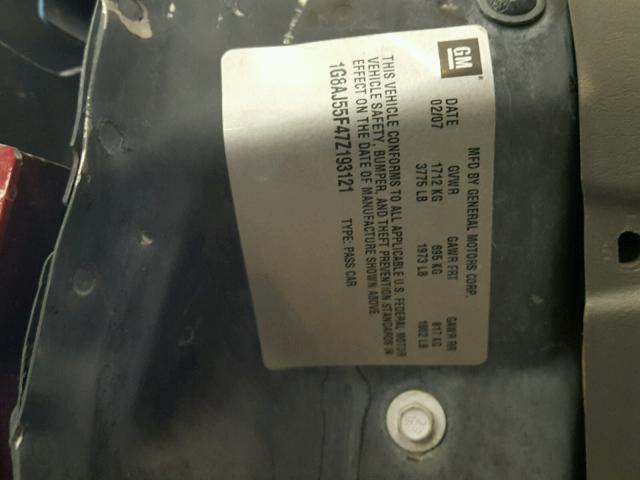 GM
MFD BY GENERAL MOTORS CORP.
DATE GVWR GAWR FRT GAWR RR
02/07 1712 KG 895 KG 817 KG
3775 LB 1973 LB 1802 LB
THIS VEHICLE CONFORMS TO ALL APPLICABLE U.S. FEDERAL MOTOR
VEHICLE SAFETY, BUMPER, AND THEFT PREVENTION STANDARDS IN
EFFECT ON THE DATE OF MANUFACTURE SHOWN ABOVE.
1G8AJ55F47Z193121 TYPE: PASS CAR